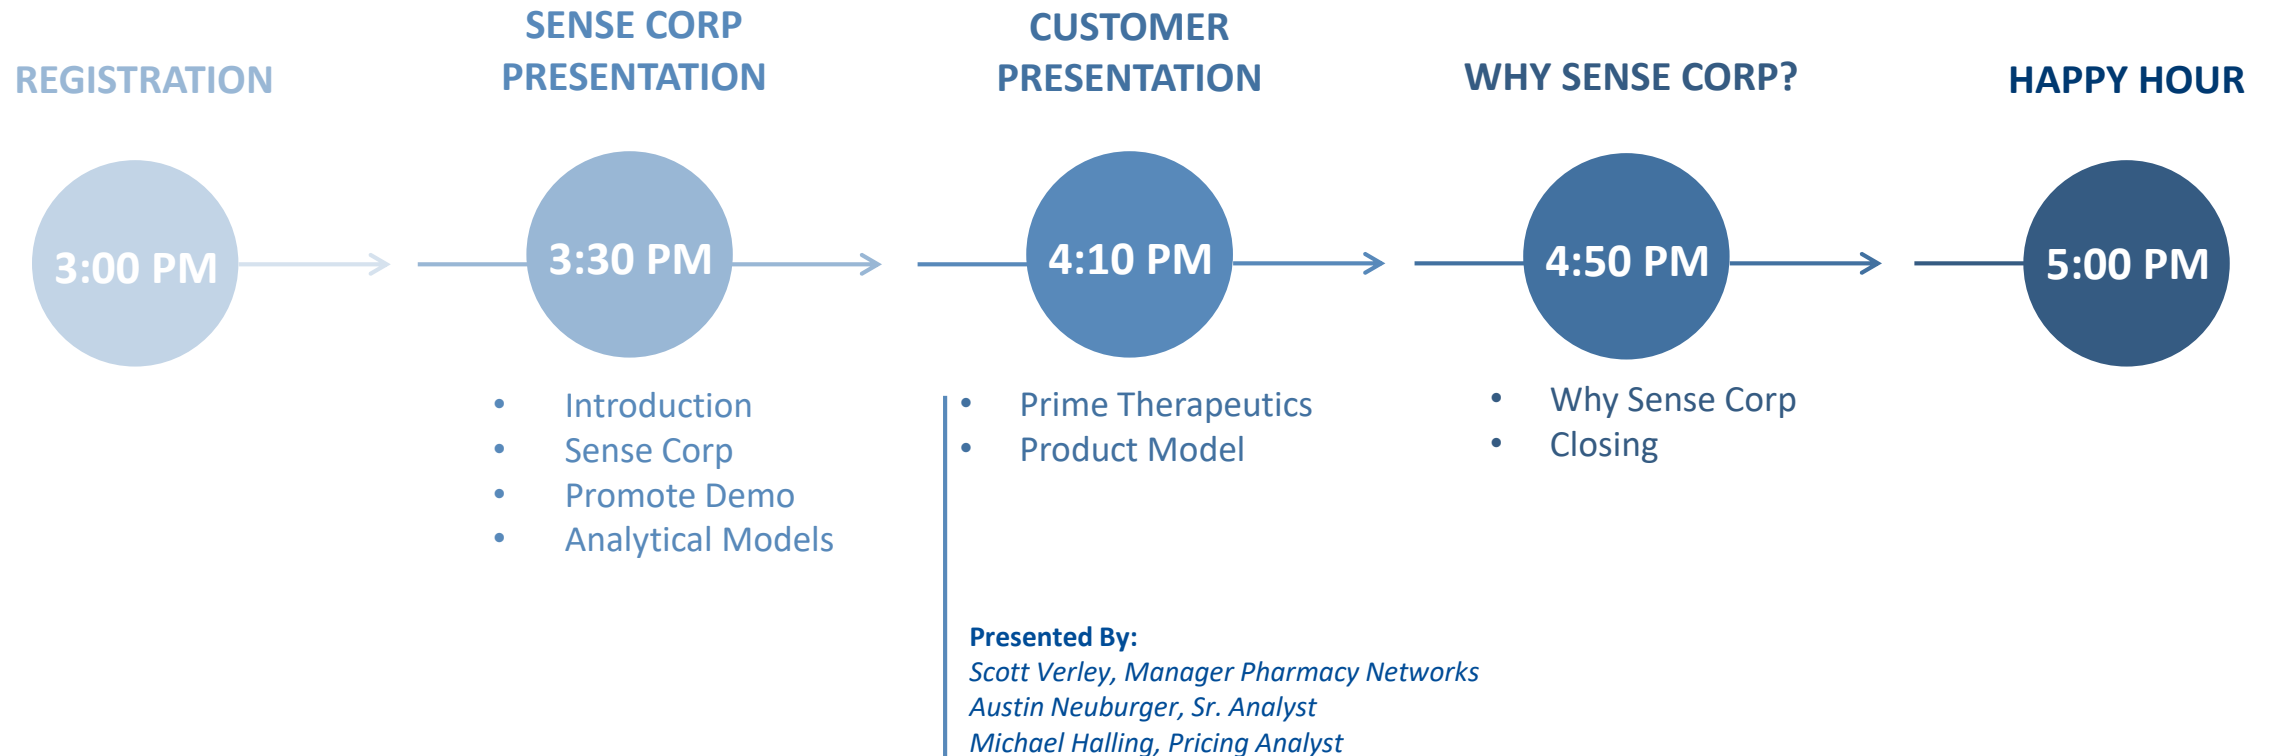 REGISTRATION
SENSE CORP
PRESENTATION
CUSTOMER
PRESENTATION
WHY SENSE CORP?
HAPPY HOUR
3:00 PM
3:30 PM
4:10 PM
4:50 PM
5:00 PM
• Introduction
• Sense Corp
• Promote Demo
• Analytical Models
• Prime Therapeutics
• Product Model
Presented By:
Scott Verley, Manager Pharmacy Networks
Austin Neuburger, Sr. Analyst
Michael Halling, Pricing Analyst
• Why Sense Corp
• Closing